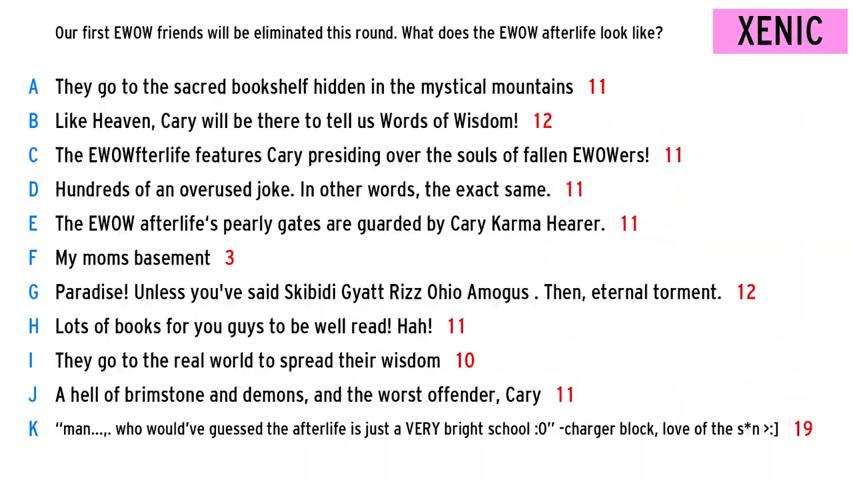 Our first EWOW friends will be eliminated this round. What does the EWOW afterlife look like?
XENIC
A They go to the sacred bookshelf hidden in the mystical mountains 11
B Like Heaven, Cary will be there to tell us Words of Wisdom! 12
C The EWOWfterlife features Cary presiding over the souls of fallen EWOWers! 11
D Hundreds of an overused joke. In other words, the exact same. 11
E The EWOW afterlife's pearly gates are guarded by Cary Karma Hearer. 11
F My moms basement 3
G Paradise! Unless you've said Skibidi Gyatt Rizz Ohio Amogus . Then, eternal torment. 12
H Lots of books for you guys to be well read! Hah! 11
I They go to the real world to spread their wisdom 10
J A hell of brimstone and demons, and the worst offender, Cary 11
K “man...,. who would've guessed the afterlife is just a VERY bright school :0” -charger block, love of the s*n >:] 19